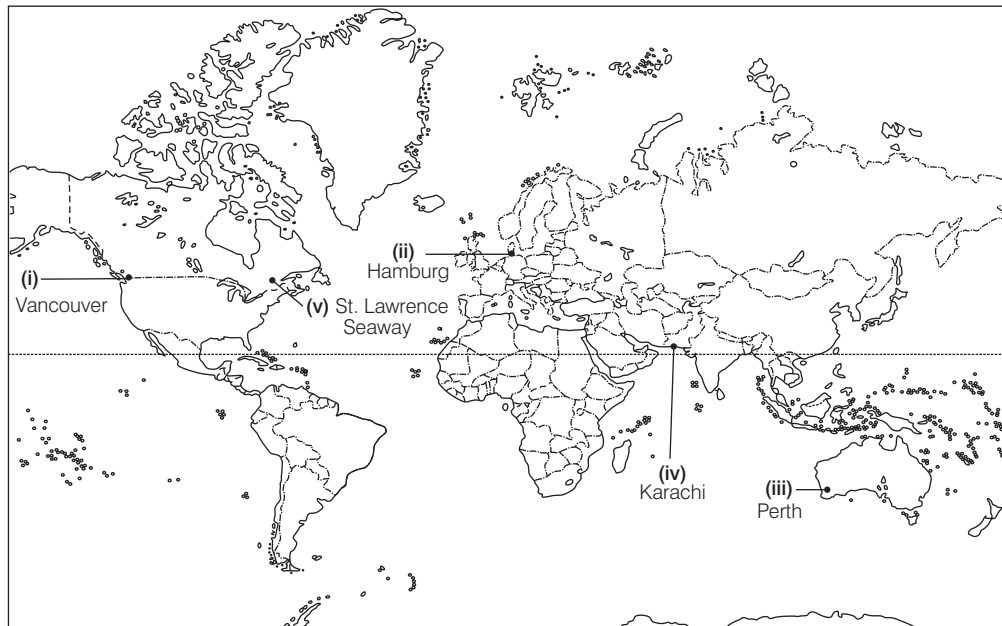 (ii)
Hamburg
(i)
Vancouver
(v) St. Lawrence
Seaway
(iv)
Karachi
(iii)
Perth